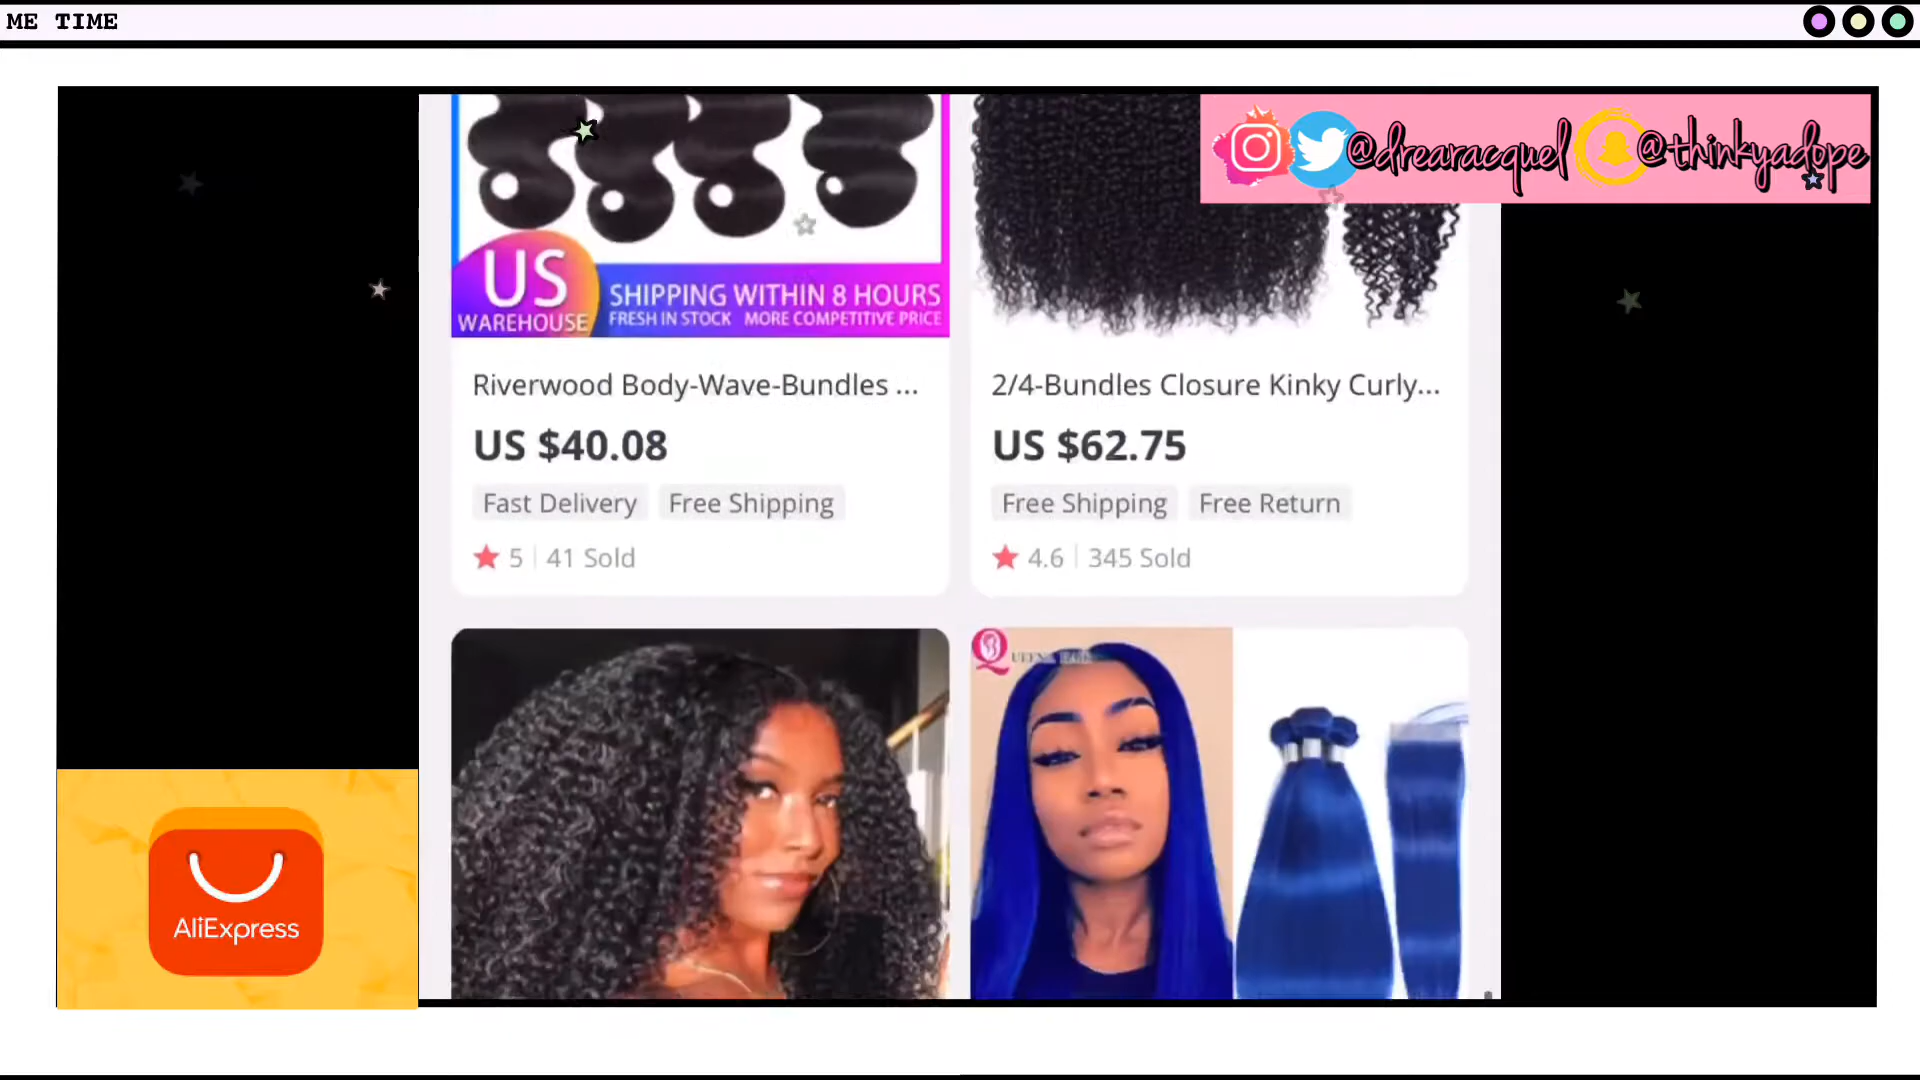 ME TIME
@drearacquel @thinkyadope
US
WAREHOUSE
SHIPPING WITHIN 8 HOURS
FRESH IN STOCK MORE COMPETITIVE PRICE
Riverwood Body-Wave-Bundles ...
US $40.08
Fast Delivery Free Shipping
5 41 Sold
2/4-Bundles Closure Kinky Curly...
US $62.75
Free Shipping Free Return
4.6 345 Sold
AliExpress